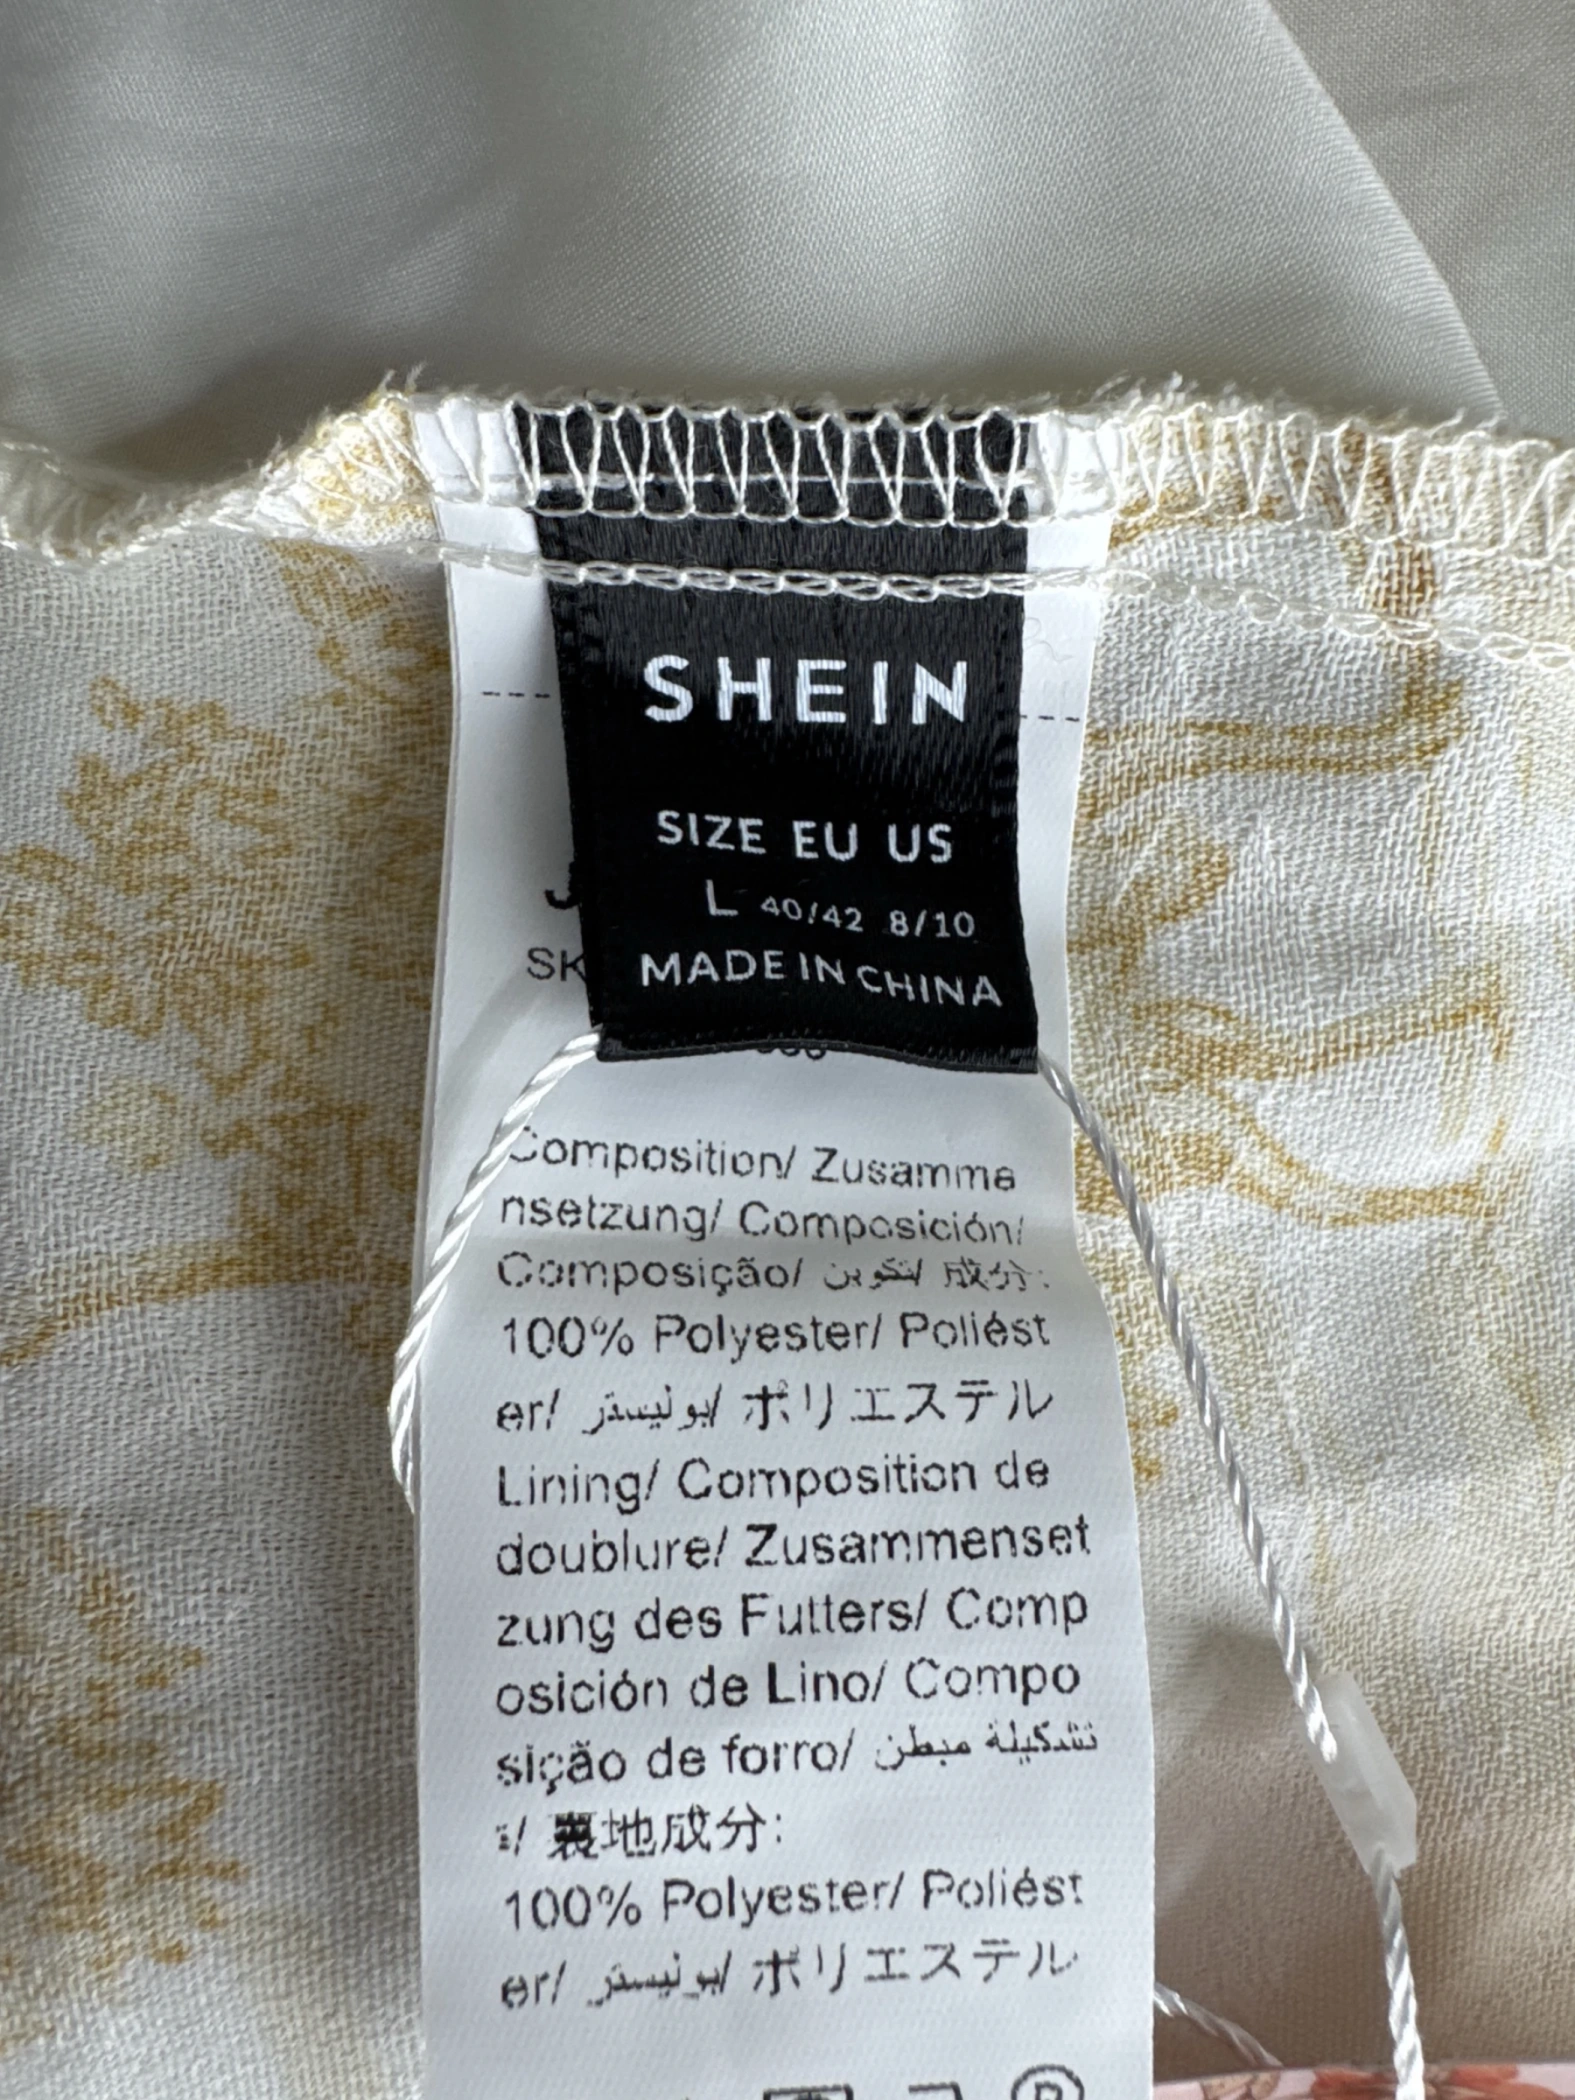 SHEIN
SIZE EU US
L 40/42 8/10
MADE IN CHINA
J
SK
Composition/ Zusamme
nsetzung/ Composición/
Composição/ تكوين/ 成分:
100% Polyester/ Poliést
er/ بوليستر/ ポリエステル
Lining/ Composition de
doublure/ Zusammenset
zung des Futters/ Comp
osición de Lino/ Compo
sição de forro/ تشكيلة مبطن
:/ 裏地成分:
100% Polyester/ Poliést
er/ بوليستر/ ポリエステル
P